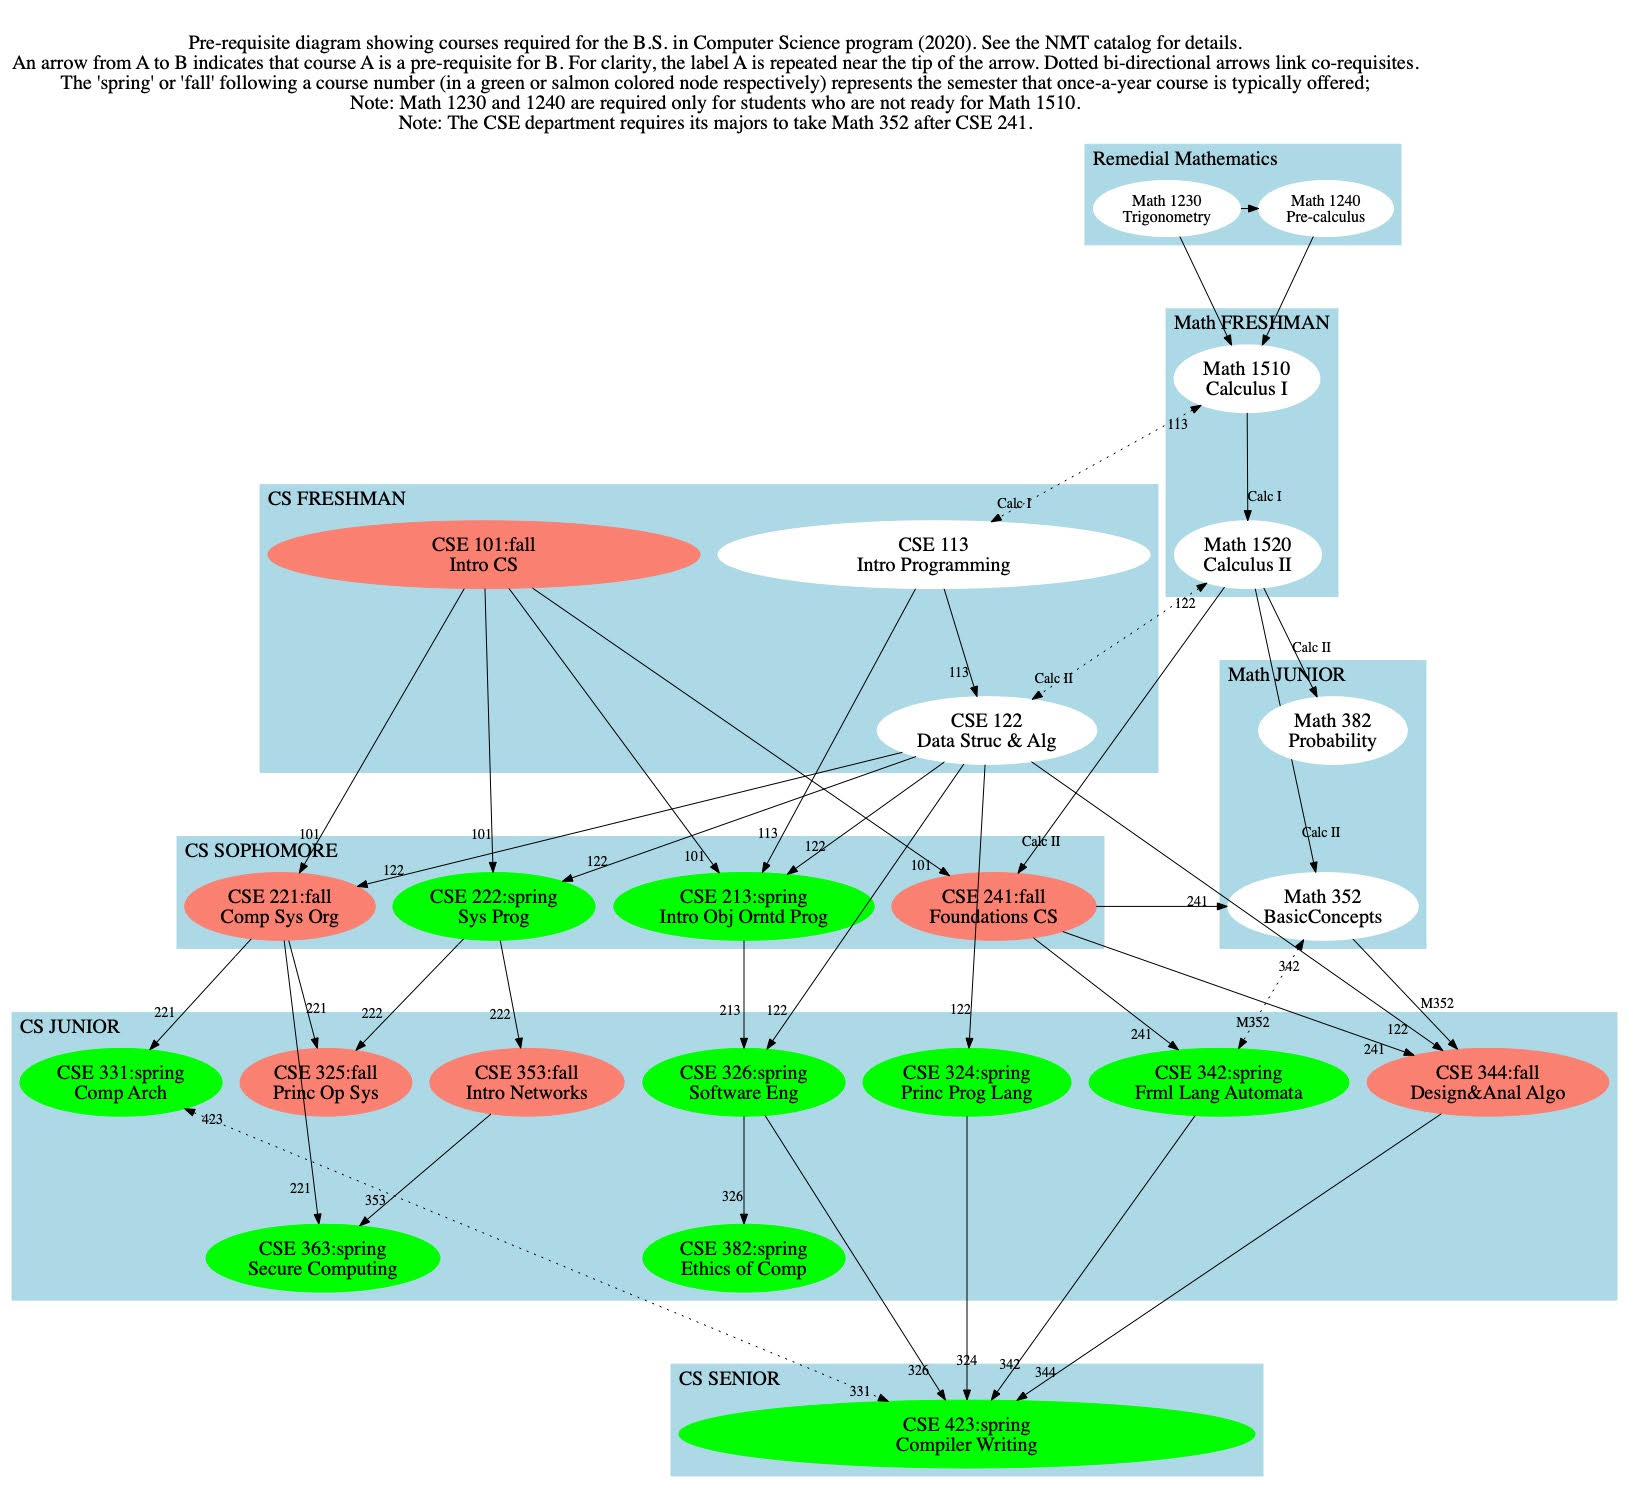 Pre-requisite diagram showing courses required for the B.S. in Computer Science program (2020). See the NMT catalog for details.
An arrow from A to B indicates that course A is a pre-requisite for B. For clarity, the label A is repeated near the tip of the arrow. Dotted bi-directional arrows link co-requisites.
The 'spring' or 'fall' following a course number (in a green or salmon colored node respectively) represents the semester that once-a-year course is typically offered;
Note: Math 1230 and 1240 are required only for students who are not ready for Math 1510.
Note: The CSE department requires its majors to take Math 352 after CSE 241.
Remedial Mathematics
Math 1230
Trigonometry
Math 1240
Pre-calculus
Math FRESHMAN
Math 1510
Calculus I
113
Calc I
Calc I
CS FRESHMAN
CSE 101:fall
Intro CS
CSE 113
Intro Programming
Math 1520
Calculus II
122
Calc II
113
Calc II
Math JUNIOR
CSE 122
Data Struc & Alg
Math 382
Probability
101
101
113
Calc II
Calc II
CS SOPHOMORE
122
122
101
122
101
CSE 221:fall
Comp Sys Org
CSE 222:spring
Sys Prog
CSE 213:spring
Intro Obj Orntd Prog
CSE 241:fall
Foundations CS
241
Math 352
BasicConcepts
342
221
221
222
222
213
122
122
M352
M352
CS JUNIOR
241
122
241
CSE 331:spring
Comp Arch
CSE 325:fall
Princ Op Sys
CSE 353:fall
Intro Networks
CSE 326:spring
Software Eng
CSE 324:spring
Princ Prog Lang
CSE 342:spring
Frml Lang Automata
CSE 344:fall
Design&Anal Algo
423
221
353
326
CSE 363:spring
Secure Computing
CSE 382:spring
Ethics of Comp
326
324
342
344
CS SENIOR
331
CSE 423:spring
Compiler Writing